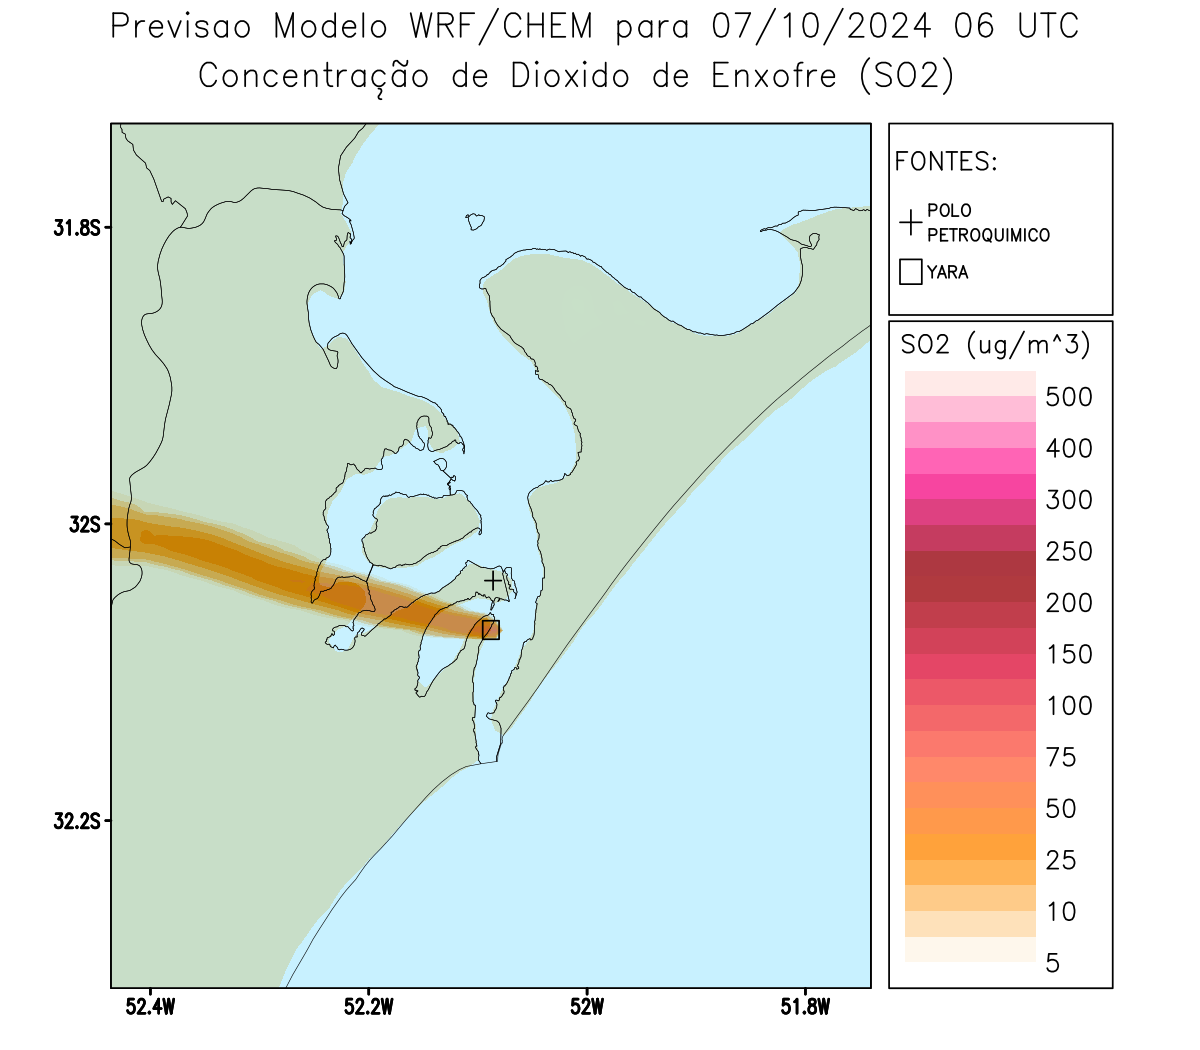 Previsao Modelo WRF/CHEM para 07/10/2024 06 UTC
Concentração de Dioxido de Enxofre (SO2)
FONTES:
POLO
PETROQUIMICO
YARA
SO2 (ug/m^3)
500
400
300
250
200
150
100
75
50
25
10
5
31.8S
32S
32.2S
52.4W
52.2W
52W
51.8W